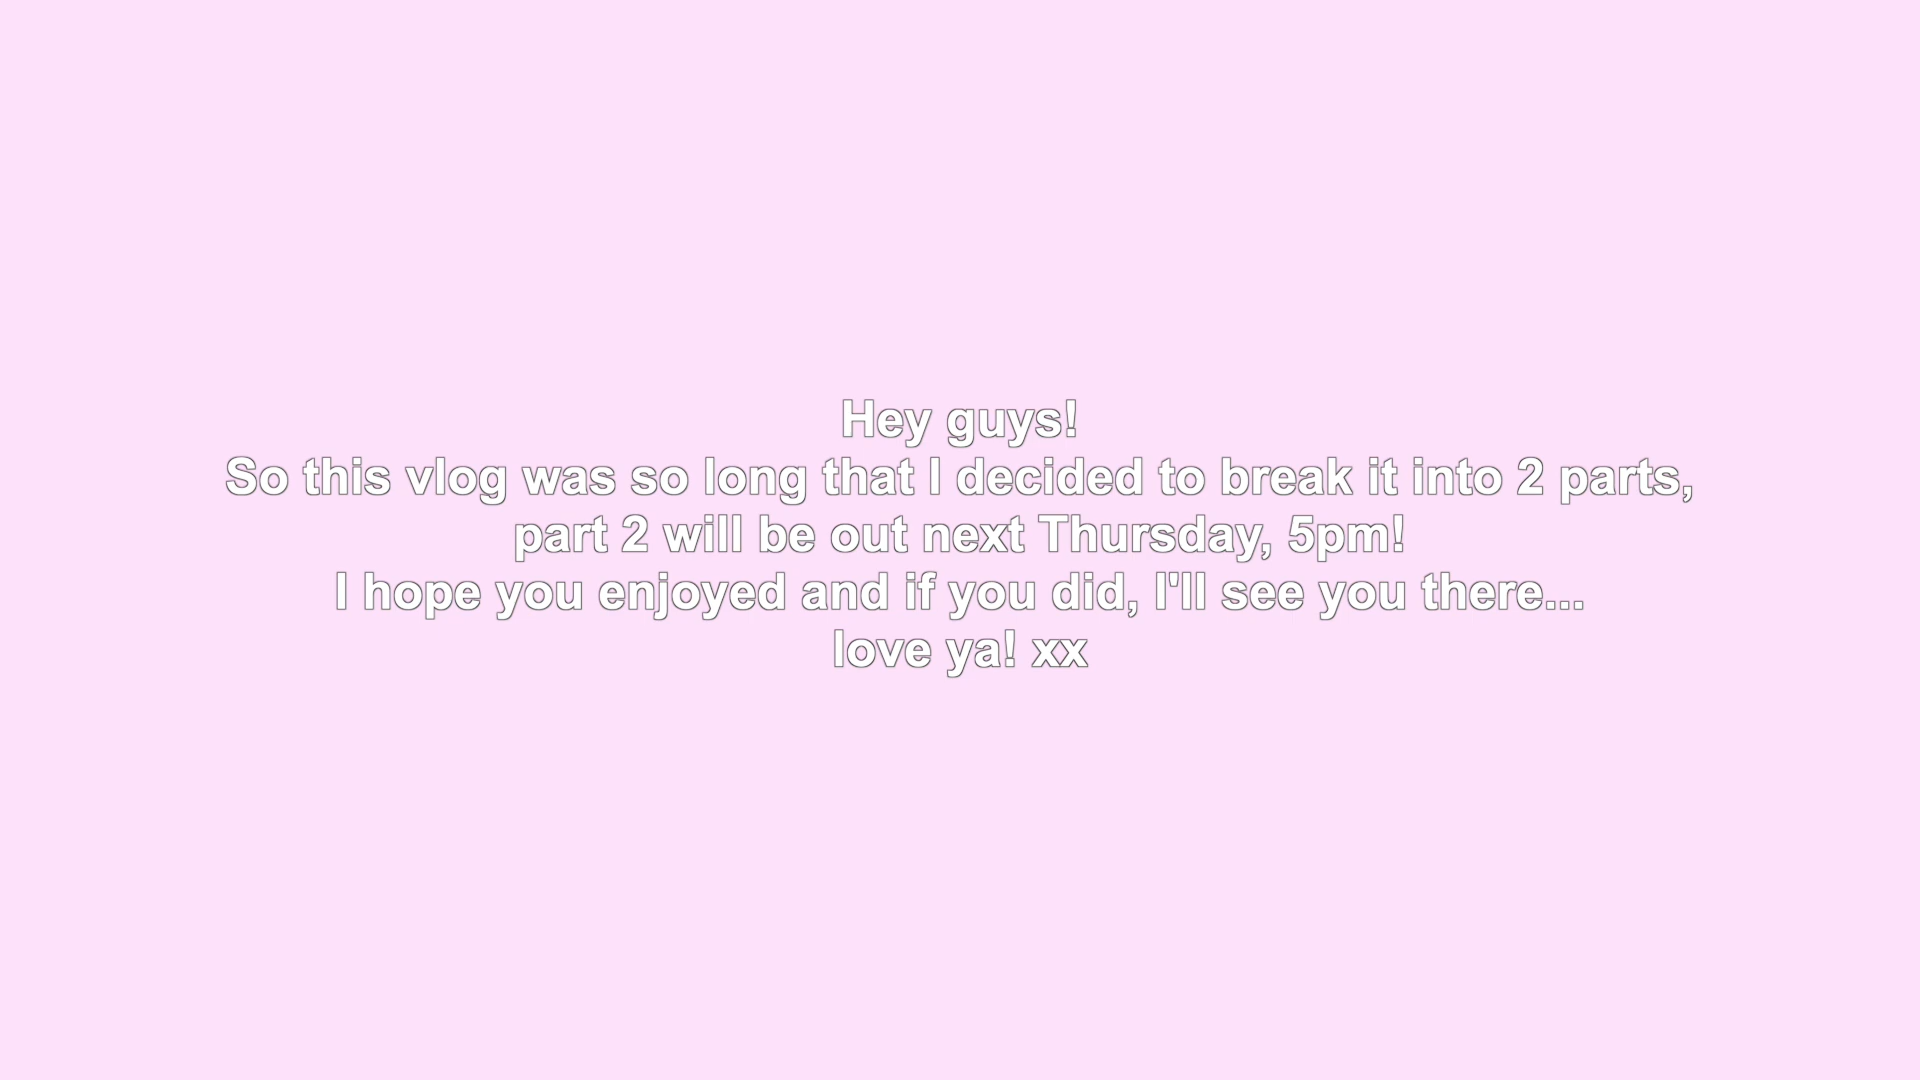 Hey guys!
So this vlog was so long that I decided to break it into 2 parts,
part 2 will be out next Thursday, 5pm!
I hope you enjoyed and if you did, I'll see you there...
love ya! xx